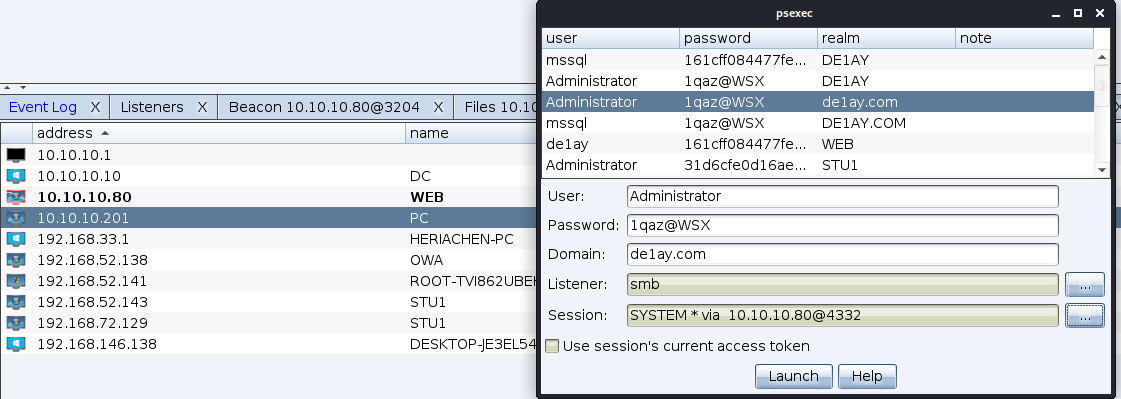 psexec
user password realm note
mssql 161cff084477fe... DE1AY
Administrator 1qaz@WSX DE1AY
Administrator 1qaz@WSX de1ay.com
mssql 1qaz@WSX DE1AY.COM
de1ay 161cff084477fe... WEB
Administrator 31d6cfe0d16ae... STU1
User: Administrator
Password: 1qaz@WSX
Domain: de1ay.com
Listener: smb ...
Session: SYSTEM * via 10.10.10.80@4332 ...
Use session's current access token
Launch Help
Event Log X Listeners X Beacon 10.10.10.80@3204 X Files 10.10
address name
10.10.10.1
10.10.10.10 DC
10.10.10.80 WEB
10.10.10.201 PC
192.168.33.1 HERIACHEN-PC
192.168.52.138 OWA
192.168.52.141 ROOT-TVI862UBEH
192.168.52.143 STU1
192.168.72.129 STU1
192.168.146.138 DESKTOP-JE3EL54